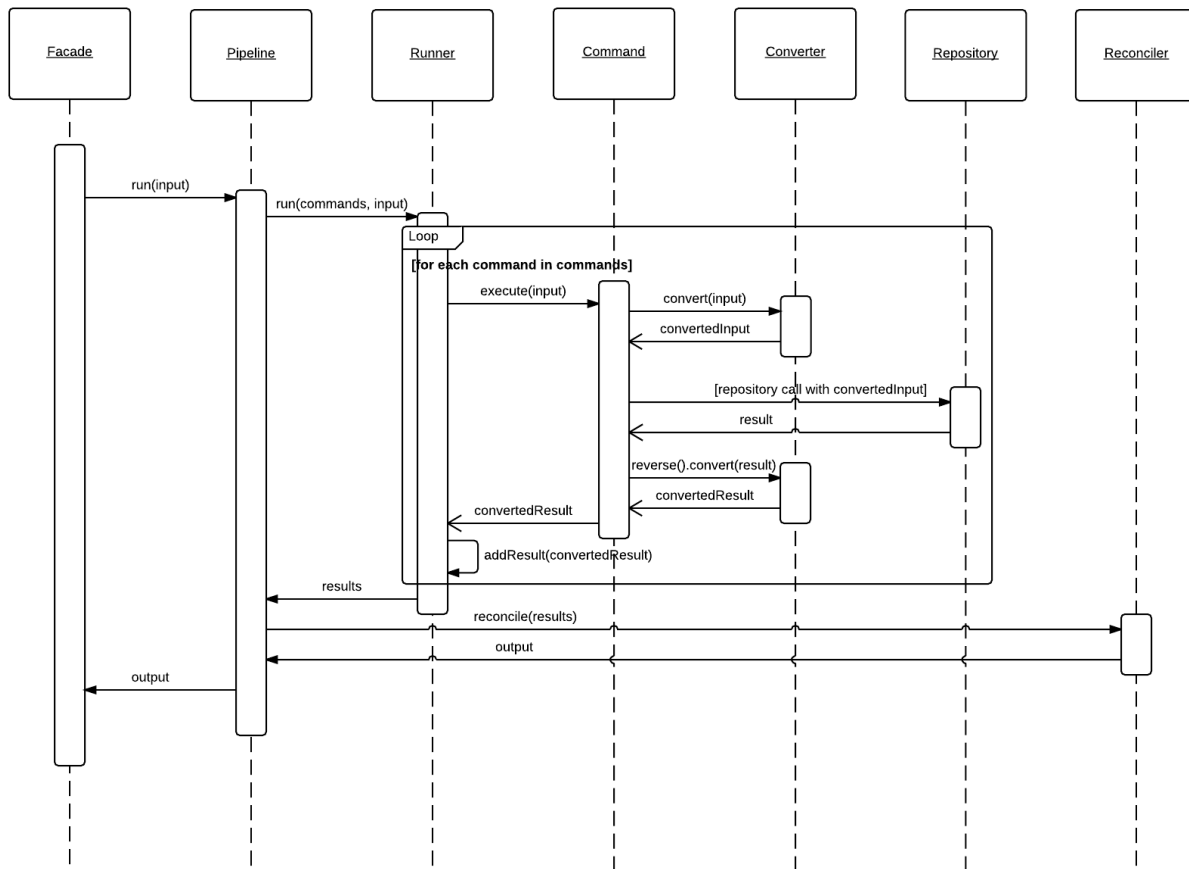 Facade
Pipeline
Runner
Command
Converter
Repository
Reconciler
run(input)
run(commands, input)
Loop
[for each command in commands]
execute(input)
convert(input)
convertedInput
[repository call with convertedInput]
result
reverse().convert(result)
convertedResult
convertedResult
addResult(convertedResult)
results
reconcile(results)
output
output